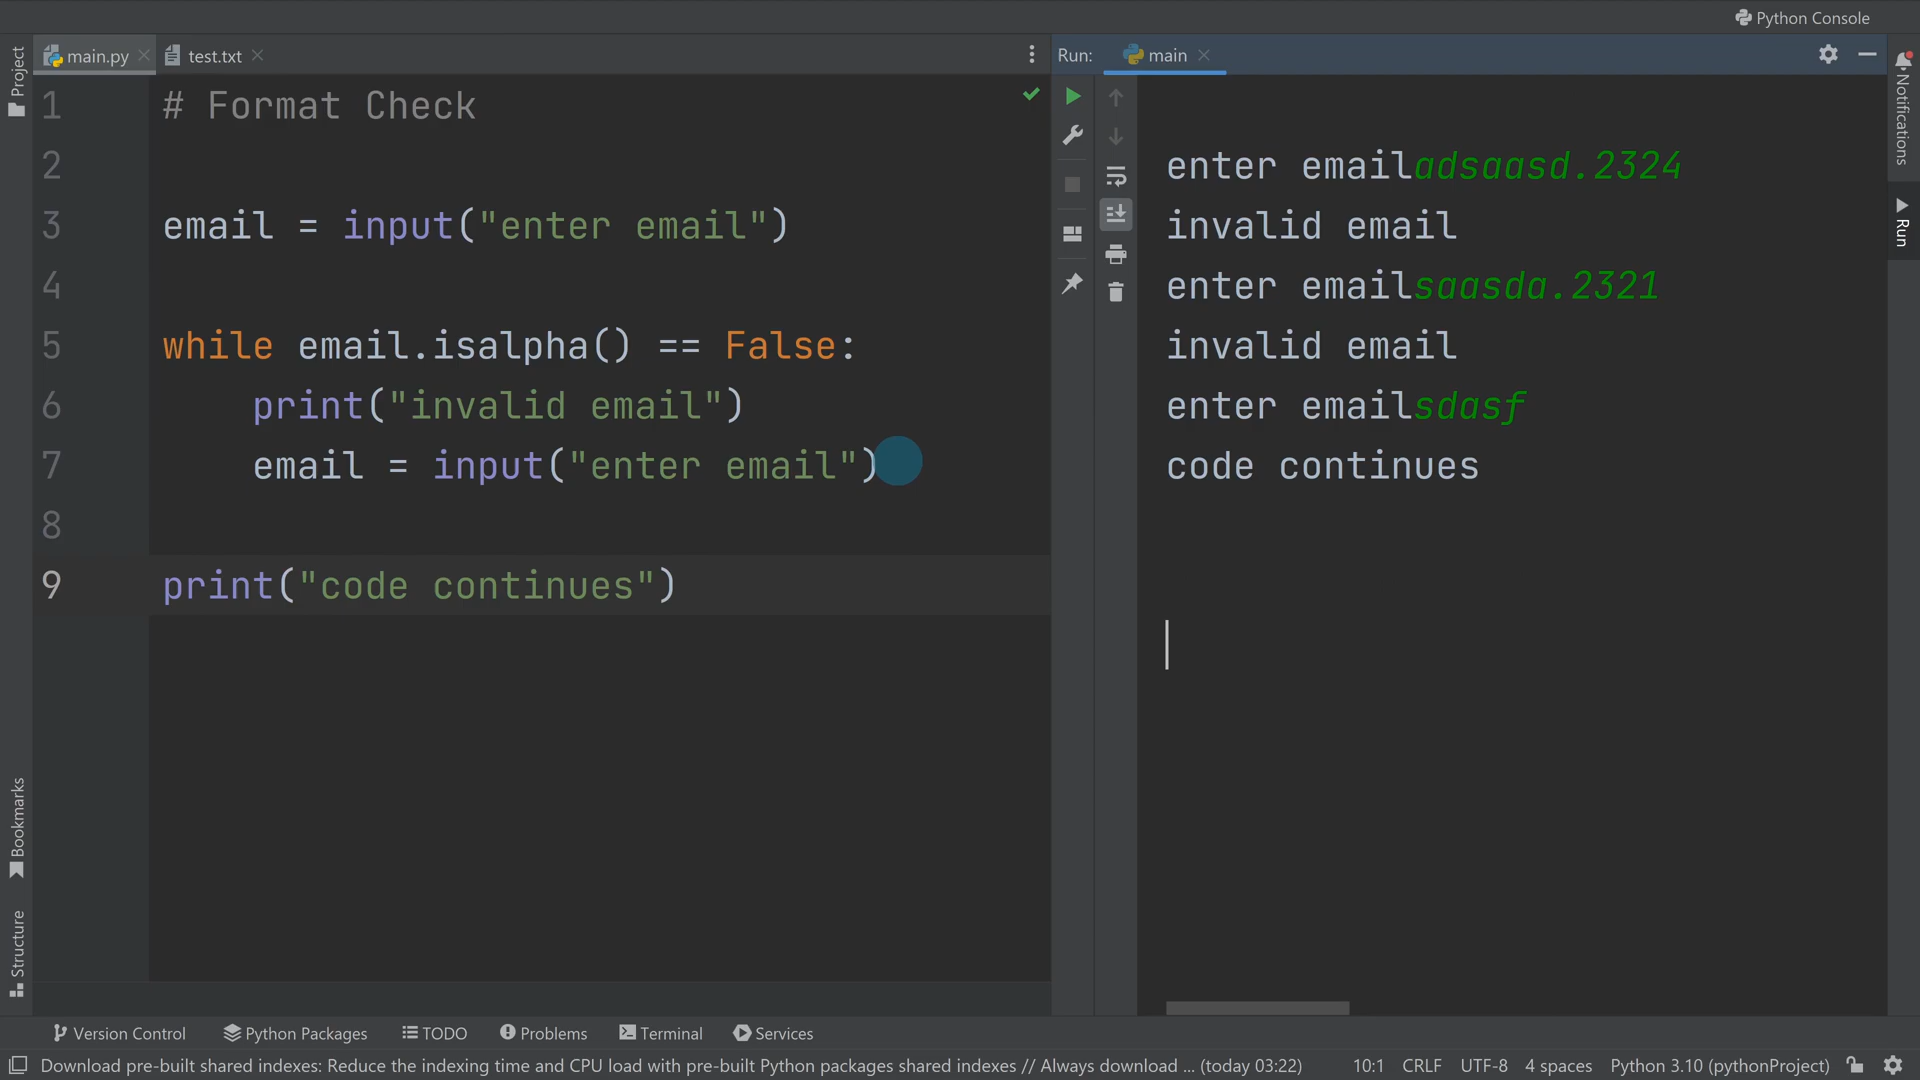 Python Console
Project
main.py
test.txt
Run:
main
Notifications
Run
1 # Format Check
2
3 email = input("enter email")
4
5 while email.isalpha() == False:
6 print("invalid email")
7 email = input("enter email")
8
9 print("code continues")
enter emailadsaasd.2324
invalid email
enter emailsaasda.2321
invalid email
enter emailsdasf
code continues
Bookmarks
Structure
Version Control
Python Packages
TODO
Problems
Terminal
Services
Download pre-built shared indexes: Reduce the indexing time and CPU load with pre-built Python packages shared indexes // Always download ... (today 03:22)
10:1
CRLF
UTF-8
4 spaces
Python 3.10 (pythonProject)